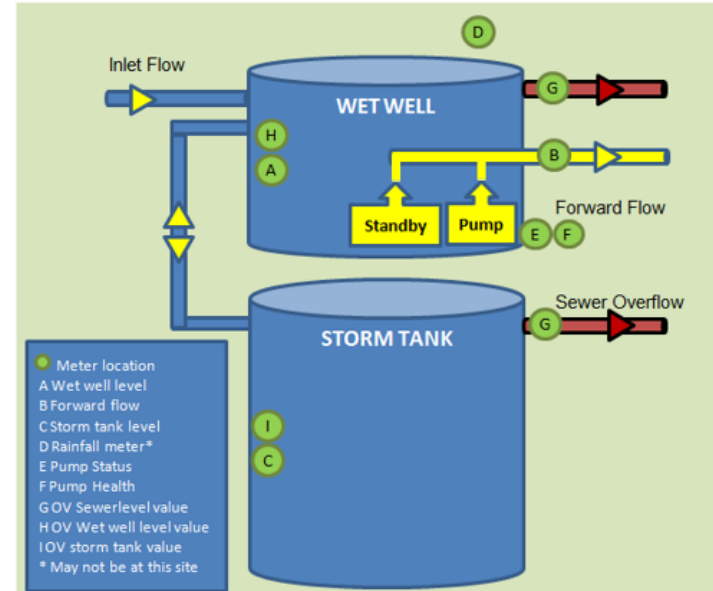 D
Inlet Flow
G
WET WELL
H
A
B
Standby
Pump
Forward Flow
E
F
Sewer Overflow
G
STORM TANK
I
C
Meter location
A Wet well level
B Forward flow
C Storm tank level
D Rainfall meter*
E Pump Status
F Pump Health
G OV Sewerlevel value
H OV Wet well level value
I OV storm tank value
* May not be at this site